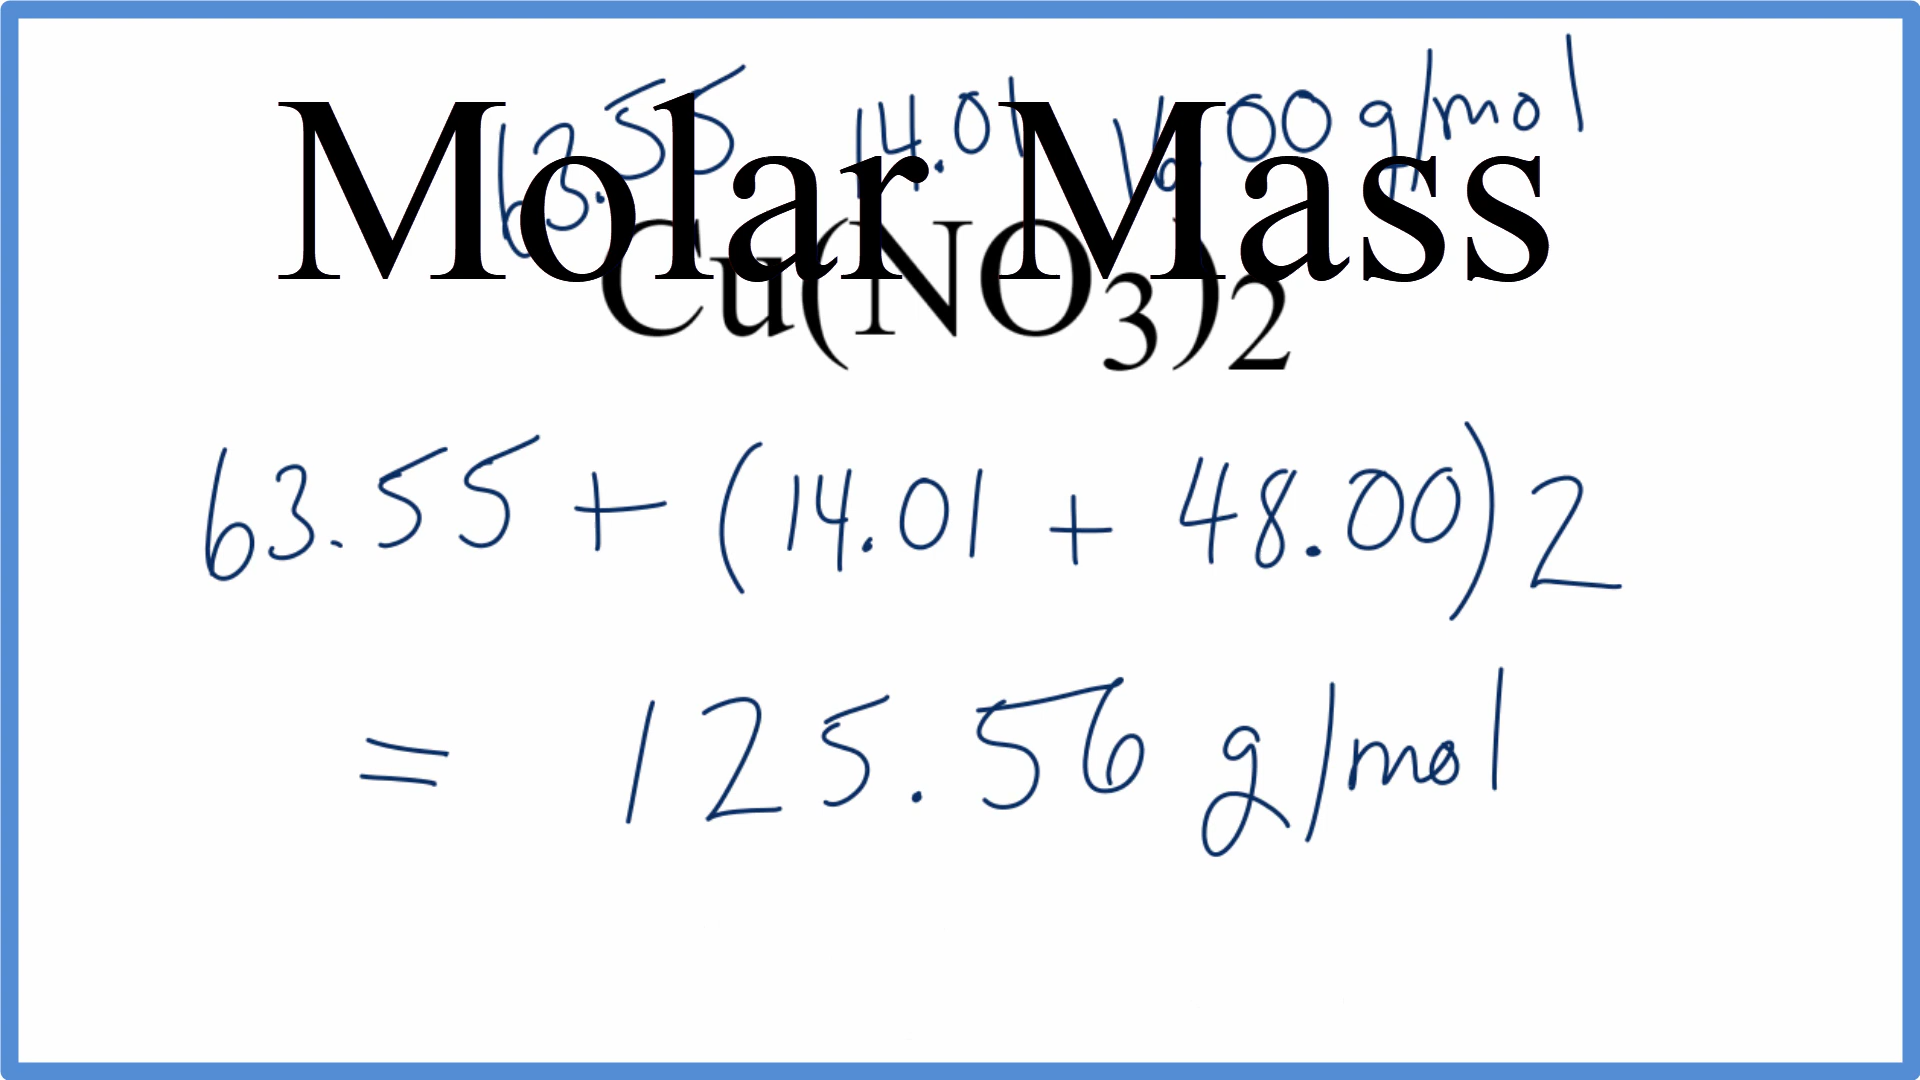 63.55 14.01 16.00 g/mol
Molar Mass
Cu(NO3)2
63.55 + (14.01 + 48.00)2
= 125.56 g/mol